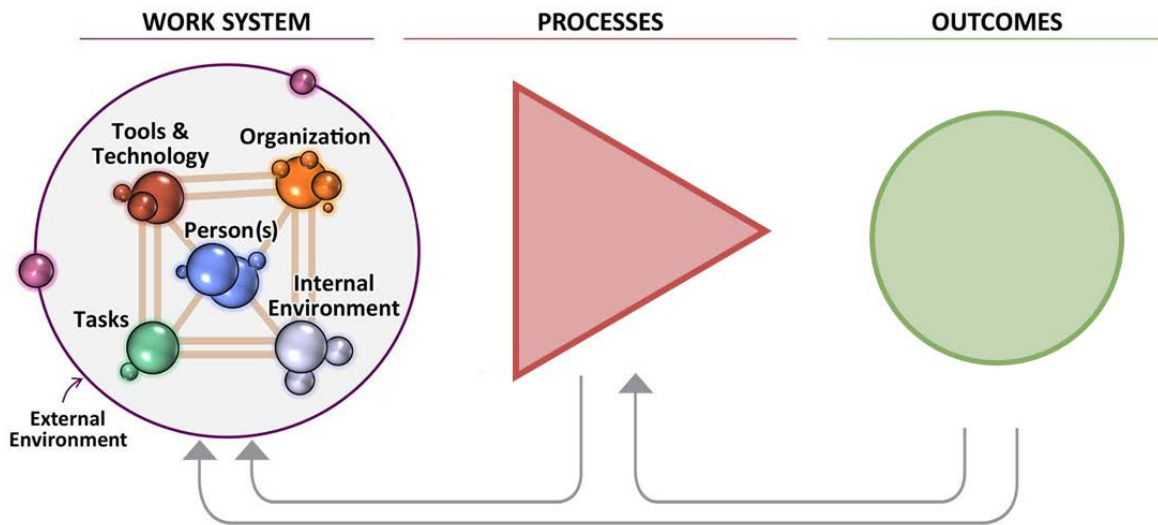 WORK SYSTEM
PROCESSES
OUTCOMES
Tools &
Technology
Organization
Person(s)
Internal
Environment
Tasks
External
Environment